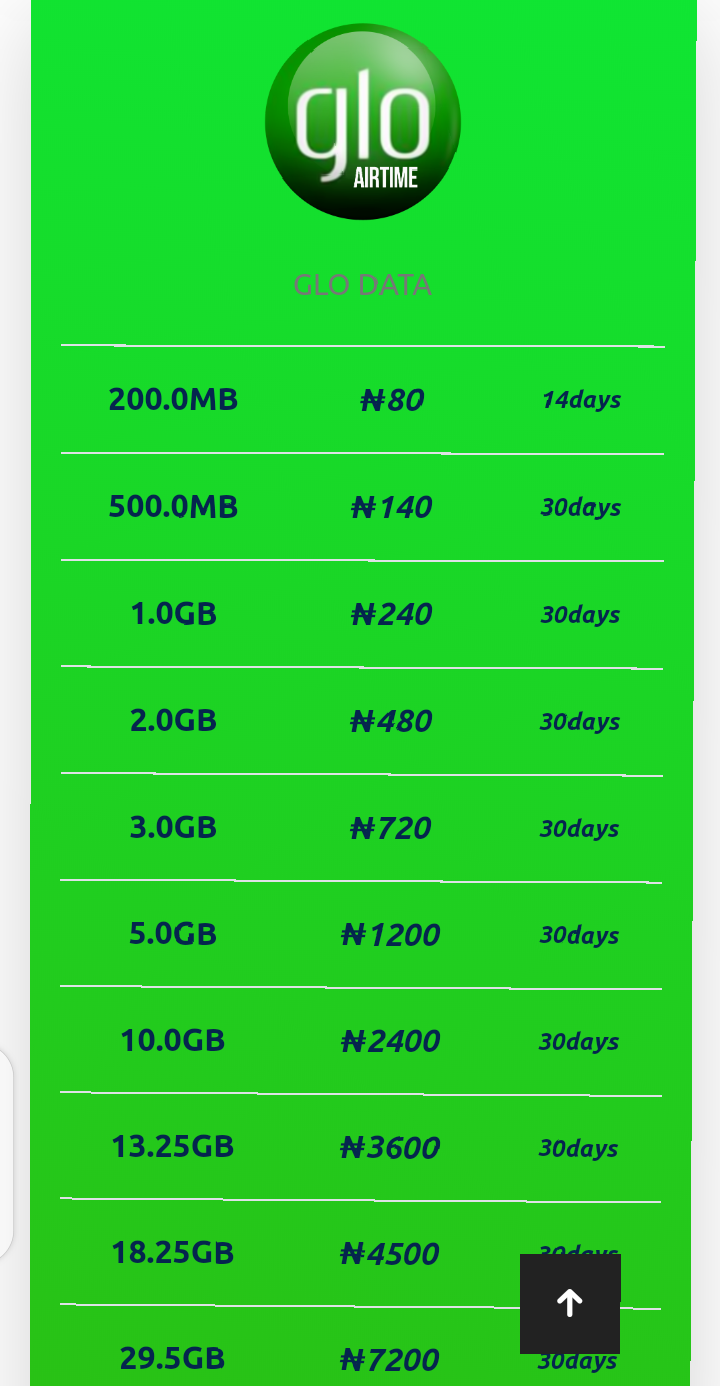 glo
AIRTIME
GLO DATA
200.0MB ₦80 14days
500.0MB ₦140 30days
1.0GB ₦240 30days
2.0GB ₦480 30days
3.0GB ₦720 30days
5.0GB ₦1200 30days
10.0GB ₦2400 30days
13.25GB ₦3600 30days
18.25GB ₦4500 30days
29.5GB ₦7200 30days